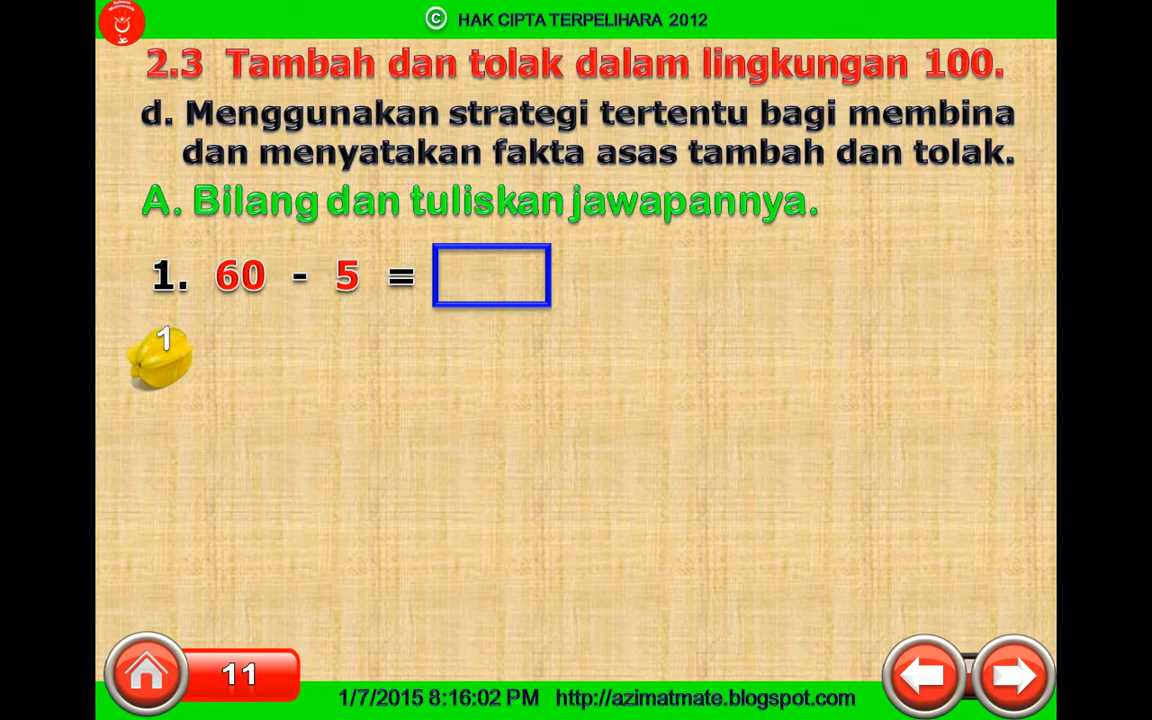 © HAK CIPTA TERPELIHARA 2012
2.3 Tambah dan tolak dalam lingkungan 100.
d. Menggunakan strategi tertentu bagi membina
dan menyatakan fakta asas tambah dan tolak.
A. Bilang dan tuliskan jawapannya.
1. 60 - 5 =
1
11
1/7/2015 8:16:02 PM http://azimatmate.blogspot.com